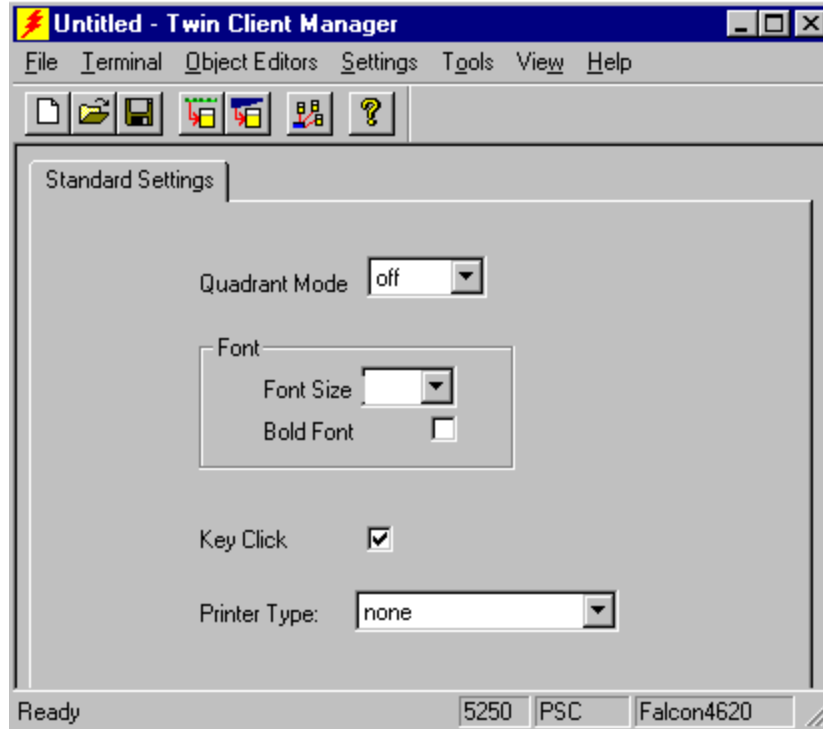 Untitled - Twin Client Manager
File Terminal Object Editors Settings Tools View Help
Standard Settings
Quadrant Mode off
Font
Font Size
Bold Font
Key Click
Printer Type: none
Ready 5250 PSC Falcon4620